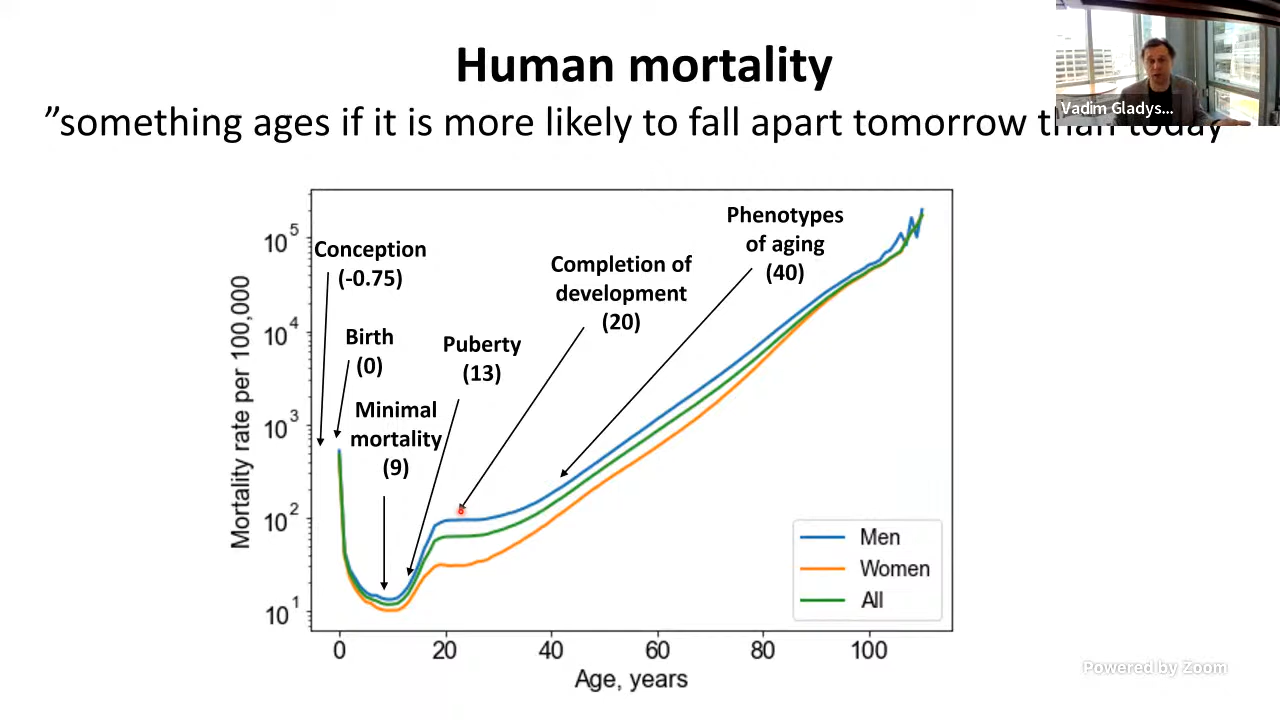 Human mortality
”something ages if it is more likely to fall apart tomorrow than today”
Vadim Gladys...
Phenotypes
of aging
(40)
Conception
(-0.75)
Completion of
development
(20)
Birth
(0)
Puberty
(13)
Minimal
mortality
(9)
Mortality rate per 100,000
10^5
10^4
10^3
10^2
10^1
Men
Women
All
0 20 40 60 80 100
Age, years
Powered by Zoom